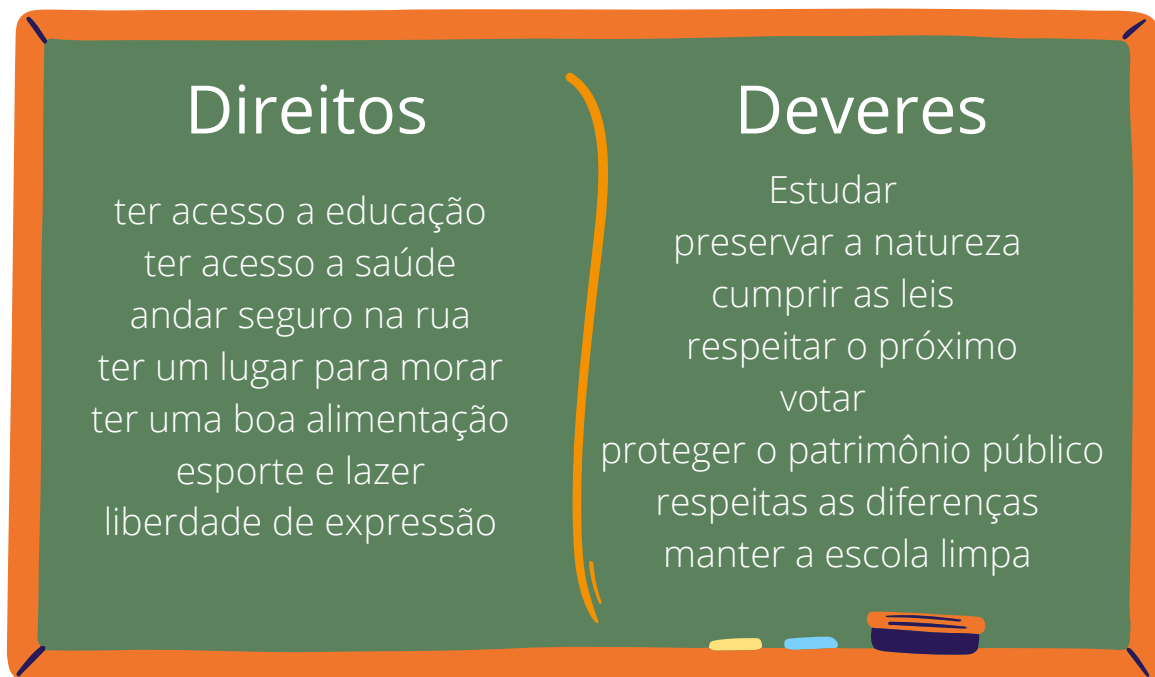 Direitos
ter acesso a educação
ter acesso a saúde
andar seguro na rua
ter um lugar para morar
ter uma boa alimentação
esporte e lazer
liberdade de expressão
Deveres
Estudar
preservar a natureza
cumprir as leis
respeitar o próximo
votar
proteger o patrimônio público
respeitas as diferenças
manter a escola limpa